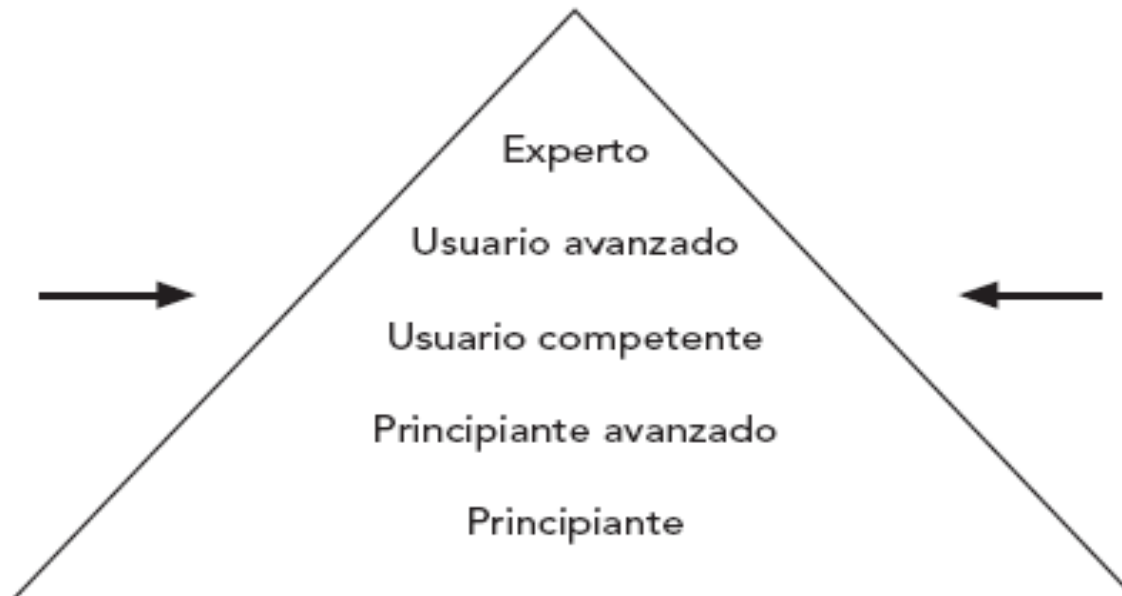 Experto
Usuario avanzado
Usuario competente
Principiante avanzado
Principiante